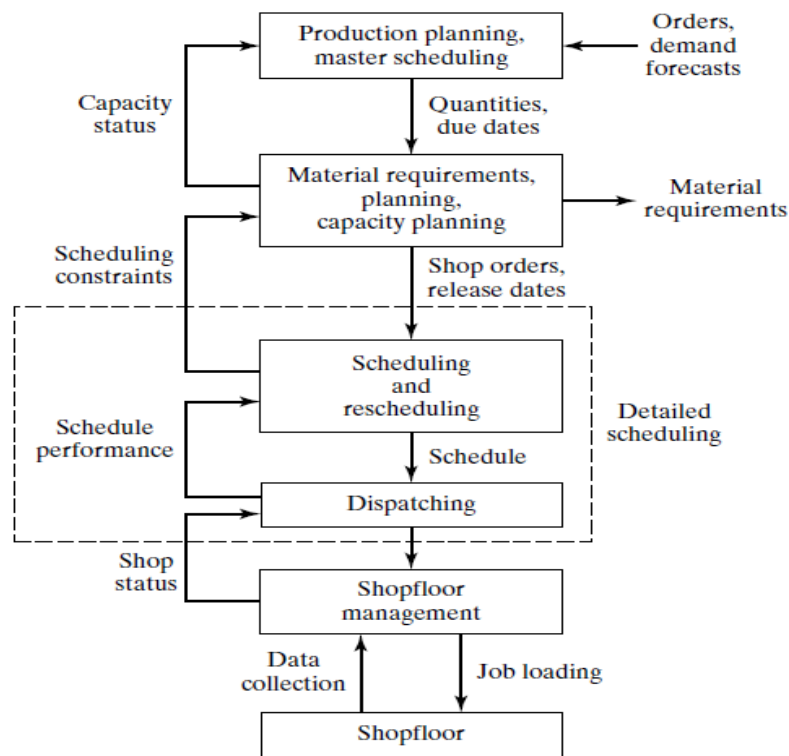 Production planning,
master scheduling
Orders,
demand
forecasts
Capacity
status
Quantities,
due dates
Material requirements,
planning,
capacity planning
Material
requirements
Scheduling
constraints
Shop orders,
release dates
Scheduling
and
rescheduling
Detailed
scheduling
Schedule
performance
Schedule
Dispatching
Shop
status
Shopfloor
management
Data
collection
Job loading
Shopfloor